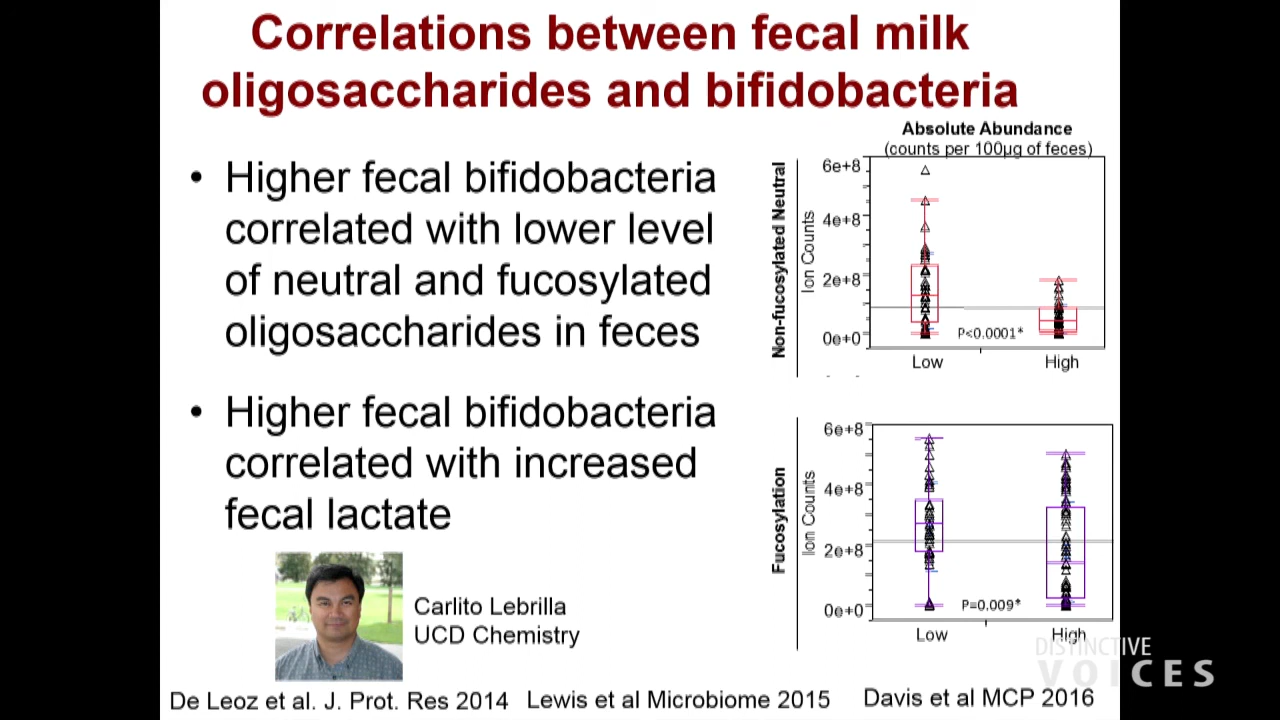 Correlations between fecal milk
oligosaccharides and bifidobacteria
• Higher fecal bifidobacteria
correlated with lower level
of neutral and fucosylated
oligosaccharides in feces
• Higher fecal bifidobacteria
correlated with increased
fecal lactate
Carlito Lebrilla
UCD Chemistry
Absolute Abundance
(counts per 100µg of feces)
Non-fucosylated Neutral
Ion Counts
6e+8
4e+8
2e+8
0e+0
P<0.0001*
Low
High
Fucosylation
Ion Counts
6e+8
4e+8
2e+8
0e+0
P=0.009*
Low
High
De Leoz et al. J. Prot. Res 2014
Lewis et al Microbiome 2015
Davis et al MCP 2016
DISTINCTIVE
VOICES